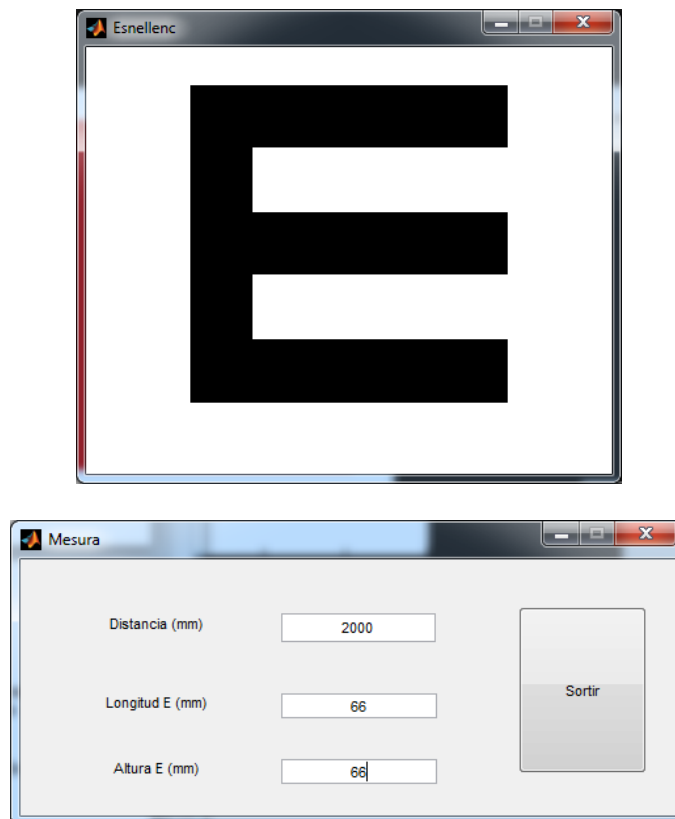 Esnellenc
E
Mesura
Distancia (mm) 2000
Longitud E (mm) 66
Sortir
Altura E (mm) 66